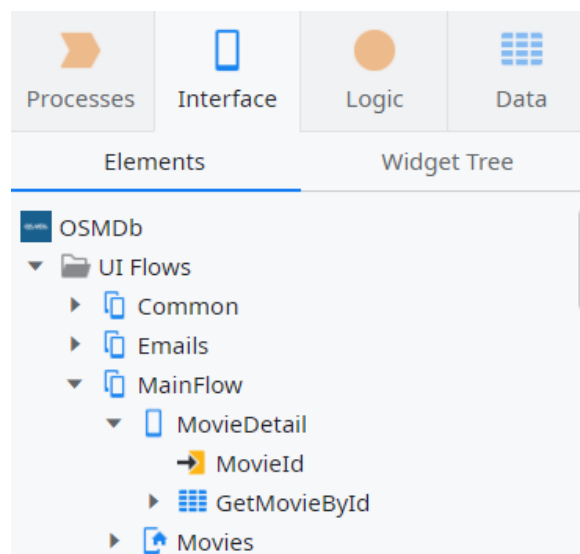 Processes Interface Logic Data
Elements Widget Tree
OSMDb
UI Flows
Common
Emails
MainFlow
MovieDetail
MovieId
GetMovieById
Movies